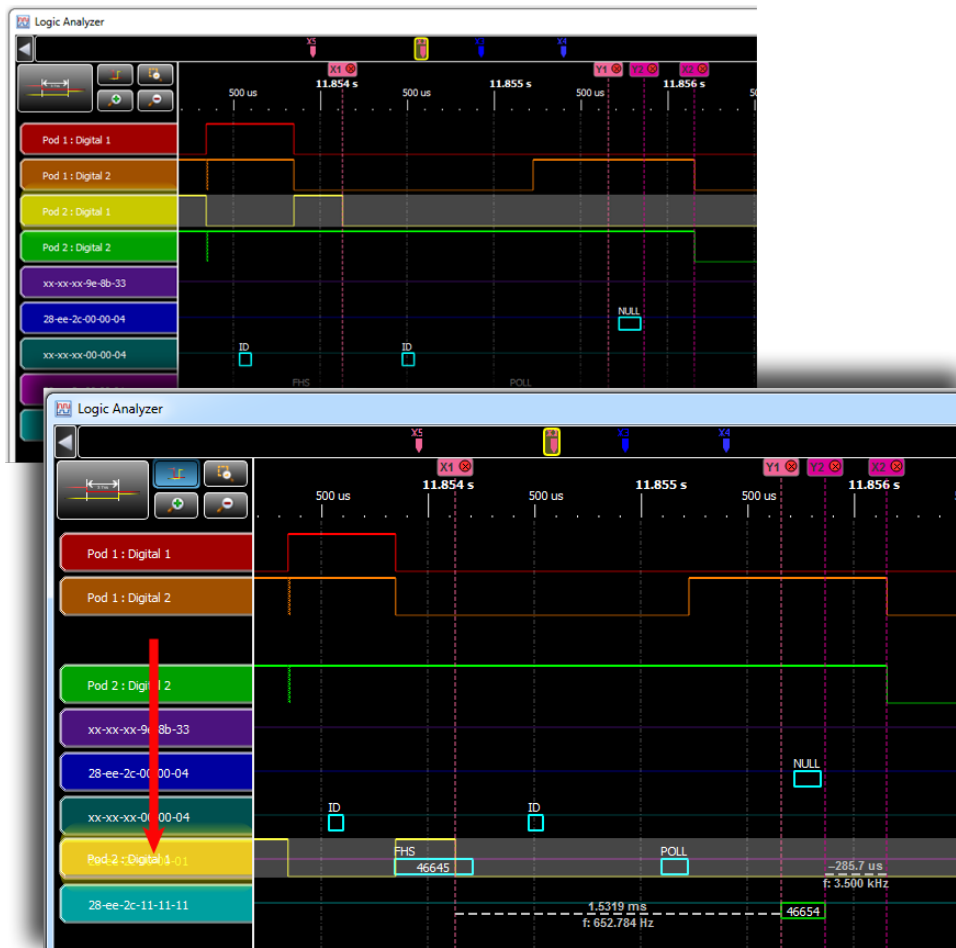 Logic Analyzer
X5
X4
X1
Y1
Y2
X2
11.854 s
11.855 s
11.856 s
500 us
500 us
500 us
Pod 1 : Digital 1
Pod 1 : Digital 2
Pod 2 : Digital 1
Pod 2 : Digital 2
xx-xx-xx-9e-8b-33
28-ee-2c-00-00-04
NULL
xx-xx-xx-00-00-04
ID
ID
FHS
POLL
Logic Analyzer
X5
X3
X4
X1
Y1
Y2
X2
11.854 s
11.855 s
11.856 s
500 us
500 us
500 us
Pod 1 : Digital 1
Pod 1 : Digital 2
Pod 2 : Digital 2
xx-xx-xx-9e-8b-33
28-ee-2c-00-00-04
NULL
xx-xx-xx-00-00-04
ID
ID
Pod 2 : Digital 1
FHS
46645
POLL
-285.7 us
f: 3.500 kHz
28-ee-2c-11-11-11
1.5319 ms
f: 652.784 Hz
46654